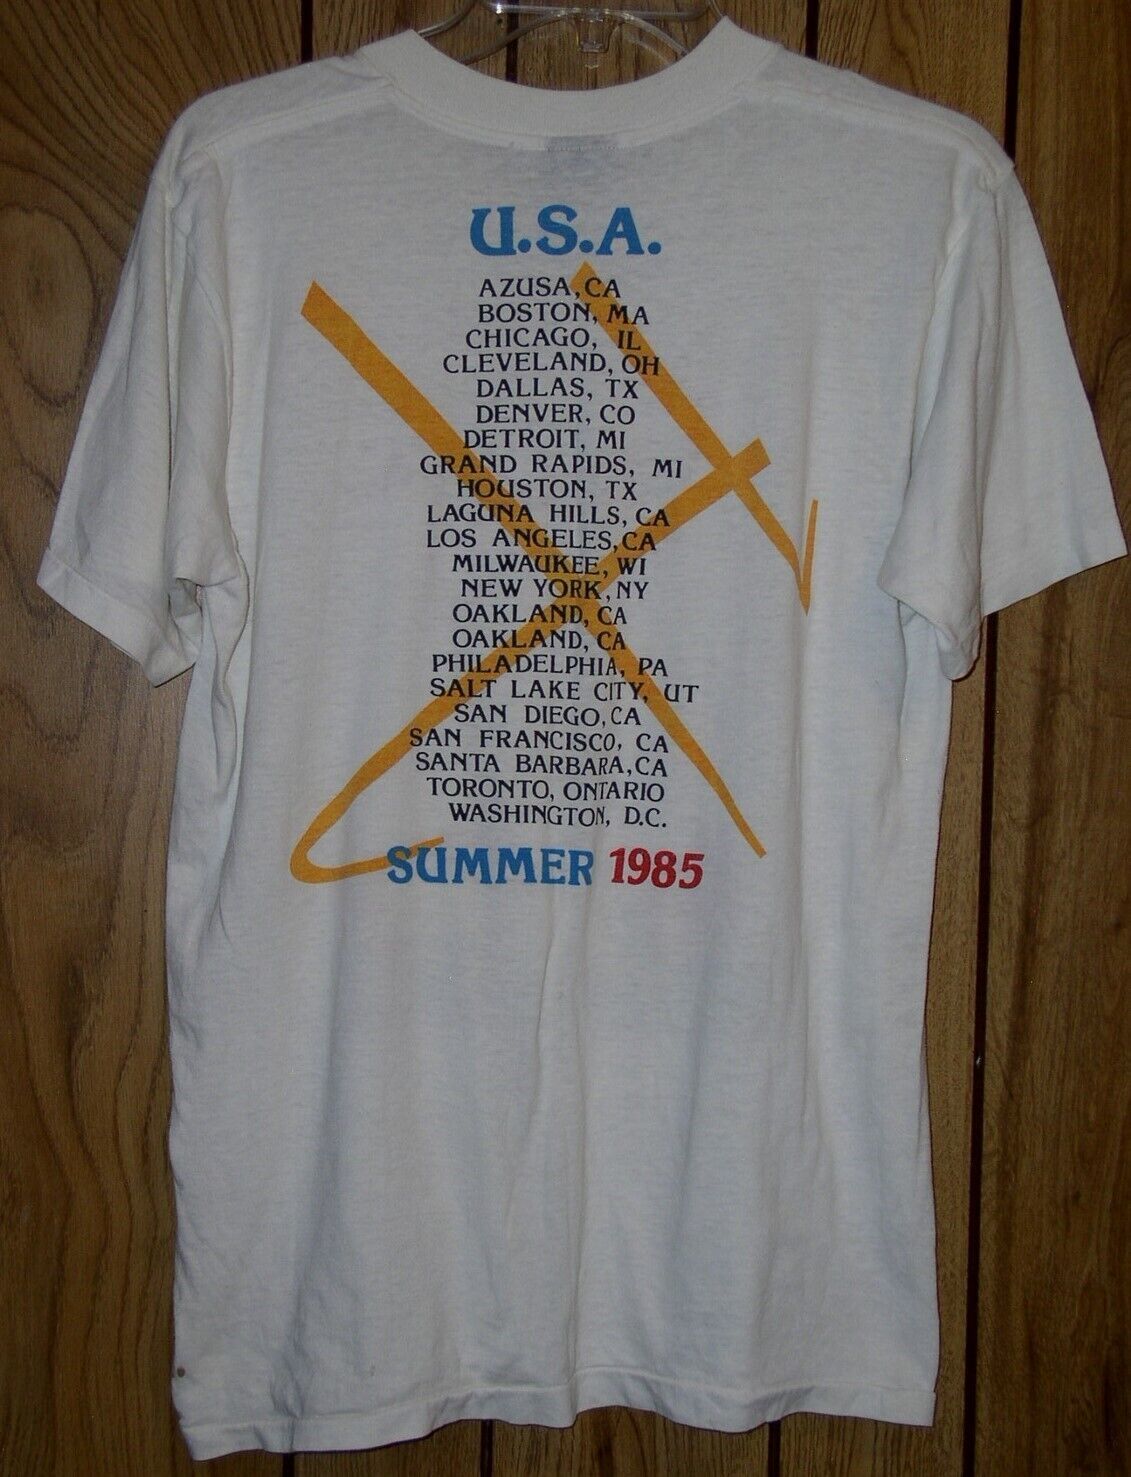 U.S.A.
AZUSA, CA
BOSTON, MA
CHICAGO, IL
CLEVELAND, OH
DALLAS, TX
DENVER, CO
DETROIT, MI
GRAND RAPIDS, MI
HOUSTON, TX
LAGUNA HILLS, CA
LOS ANGELES, CA
MILWAUKEE, WI
NEW YORK, NY
OAKLAND, CA
OAKLAND, CA
PHILADELPHIA, PA
SALT LAKE CITY, UT
SAN DIEGO, CA
SAN FRANCISCO, CA
SANTA BARBARA, CA
TORONTO, ONTARIO
WASHINGTON, D.C.
SUMMER 1985